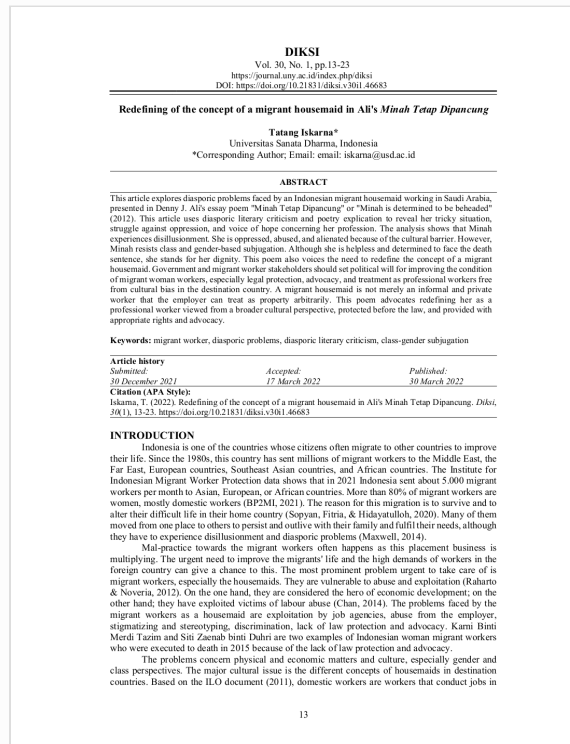 DIKSI
Vol. 30, No. 1, pp.13-23
https://journal.uny.ac.id/index.php/diksi
DOI: https://doi.org/10.21831/diksi.v30i1.46683
Redefining of the concept of a migrant housemaid in Ali's Minah Tetap Dipancung
Tatang Iskarna*
Universitas Sanata Dharma, Indonesia
*Corresponding Author; Email: email: iskarna@usd.ac.id
ABSTRACT
This article explores diasporic problems faced by an Indonesian migrant housemaid working in Saudi Arabia,
presented in Denny J. Ali's essay poem "Minah Tetap Dipancung" or "Minah is determined to be beheaded"
(2012). This article uses diasporic literary criticism and poetry explication to reveal her tricky situation,
struggle against oppression, and voice of hope concerning her profession. The analysis shows that Minah
experiences disillusionment. She is oppressed, abused, and alienated because of the cultural barrier. However,
Minah resists class and gender-based subjugation. Although she is helpless and determined to face the death
sentence, she stands for her dignity. This poem also voices the need to redefine the concept of a migrant
housemaid. Government and migrant worker stakeholders should set political will for improving the condition
of migrant woman workers, especially legal protection, advocacy, and treatment as professional workers free
from cultural bias in the destination country. A migrant housemaid is not merely an informal and private
worker that the employer can treat as property arbitrarily. This poem advocates redefining her as a
professional worker viewed from a broader cultural perspective, protected before the law, and provided with
appropriate rights and advocacy.
Keywords: migrant worker, diasporic problems, diasporic literary criticism, class-gender subjugation
Article history
Submitted: Accepted: Published:
30 December 2021 17 March 2022 30 March 2022
Citation (APA Style):
Iskarna, T. (2022). Redefining of the concept of a migrant housemaid in Ali's Minah Tetap Dipancung. Diksi,
30(1), 13-23. https://doi.org/10.21831/diksi.v30i1.46683
INTRODUCTION
Indonesia is one of the countries whose citizens often migrate to other countries to improve
their life. Since the 1980s, this country has sent millions of migrant workers to the Middle East, the
Far East, European countries, Southeast Asian countries, and African countries. The Institute for
Indonesian Migrant Worker Protection data shows that in 2021 Indonesia sent about 5.000 migrant
workers per month to Asian, European, or African countries. More than 80% of migrant workers are
women, mostly domestic workers (BP2MI, 2021). The reason for this migration is to survive and to
alter their difficult life in their home country (Sopyan, Fitria, & Hidayatulloh, 2020). Many of them
moved from one place to others to persist and outlive with their family and fulfil their needs, although
they have to experience disillusionment and diasporic problems (Maxwell, 2014).
Mal-practice towards the migrant workers often happens as this placement business is
multiplying. The urgent need to improve the migrants' life and the high demands of workers in the
foreign country can give a chance to this. The most prominent problem urgent to take care of is
migrant workers, especially the housemaids. They are vulnerable to abuse and exploitation (Raharto
& Noveria, 2012). On the one hand, they are considered the hero of economic development; on the
other hand; they have exploited victims of labour abuse (Chan, 2014). The problems faced by the
migrant workers as a housemaid are exploitation by job agencies, abuse from the employer,
stigmatizing and stereotyping, discrimination, lack of law protection and advocacy. Karni Binti
Merdi Tazim and Siti Zaenab binti Duhri are two examples of Indonesian woman migrant workers
who were executed to death in 2015 because of the lack of law protection and advocacy.
The problems concern physical and economic matters and culture, especially gender and
class perspectives. The major cultural issue is the different concepts of housemaids in destination
countries. Based on the ILO document (2011), domestic workers are workers that conduct jobs in
13